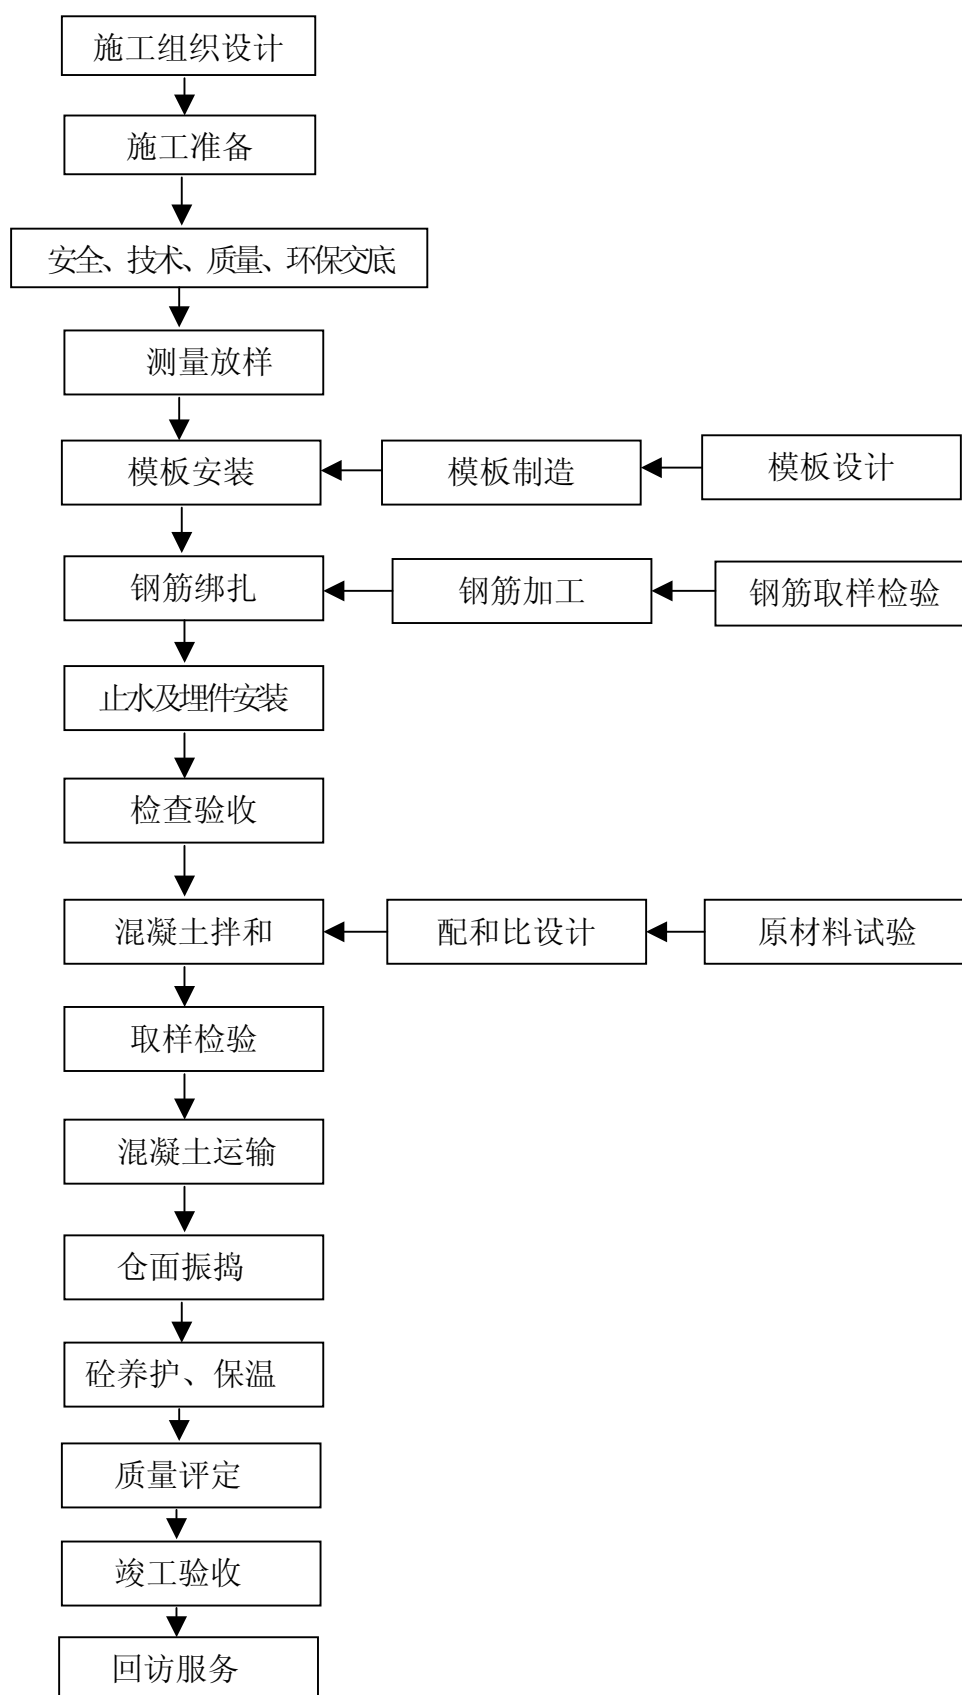 施工组织设计
施工准备
安全、技术、质量、环保交底
测量放样
模板安装
模板制造
模板设计
钢筋绑扎
钢筋加工
钢筋取样检验
止水及埋件安装
检查验收
混凝土拌和
配和比设计
原材料试验
取样检验
混凝土运输
仓面振捣
砼养护、保温
质量评定
竣工验收
回访服务